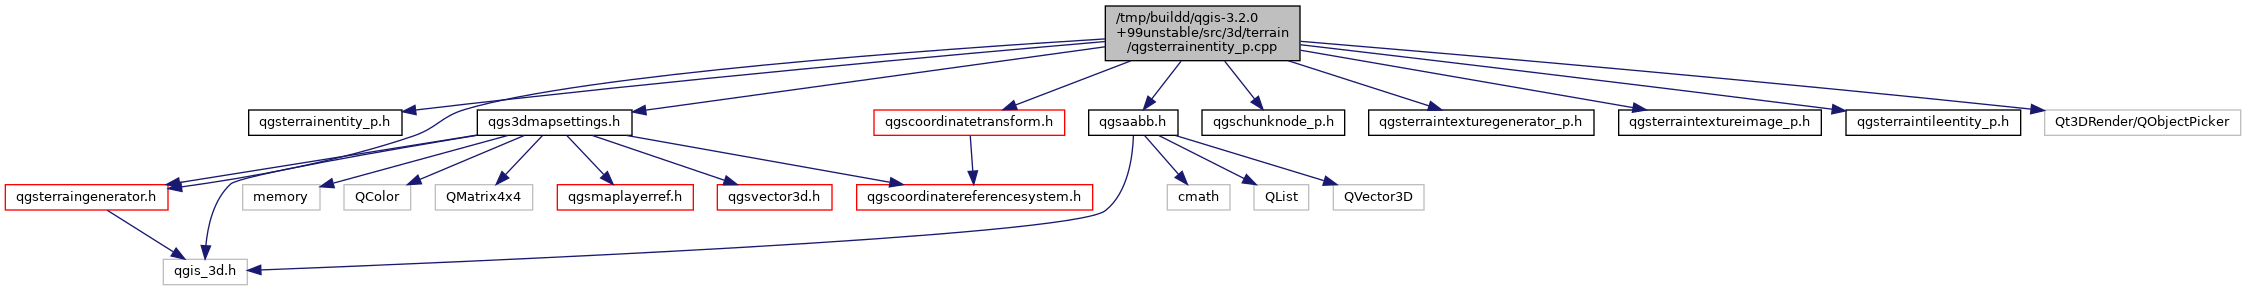 /tmp/buildd/qgis-3.2.0
+99unstable/src/3d/terrain
/qgsterrainentity_p.cpp
qgsterrainentity_p.h
qgs3dmapsettings.h
qgscoordinatetransform.h
qgsaabb.h
qgschunknode_p.h
qgsterraintexturegenerator_p.h
qgsterraintextureimage_p.h
qgsterraintileentity_p.h
Qt3DRender/QObjectPicker
qgsterraingenerator.h
memory
QColor
QMatrix4x4
qgsmaplayerref.h
qgsvector3d.h
qgscoordinatereferencesystem.h
cmath
QList
QVector3D
qgis_3d.h